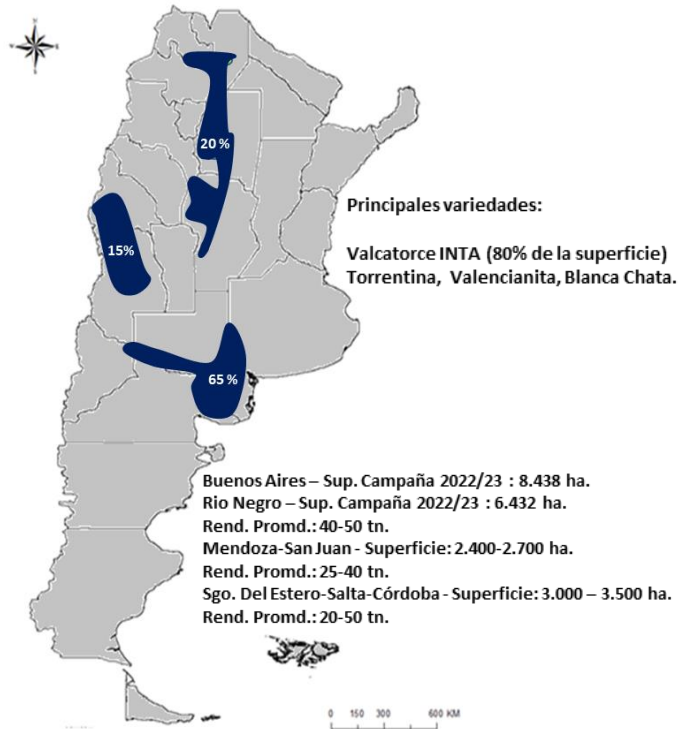 20 %
Principales variedades:
15%
Valcatorce INTA (80% de la superficie)
Torrentina, Valencianita, Blanca Chata.
65 %
Buenos Aires – Sup. Campaña 2022/23 : 8.438 ha.
Rio Negro – Sup. Campaña 2022/23 : 6.432 ha.
Rend. Promd.: 40-50 tn.
Mendoza-San Juan - Superficie: 2.400-2.700 ha.
Rend. Promd.: 25-40 tn.
Sgo. Del Estero-Salta-Córdoba - Superficie: 3.000 – 3.500 ha.
Rend. Promd.: 20-50 tn.
0 150 300 600 KM